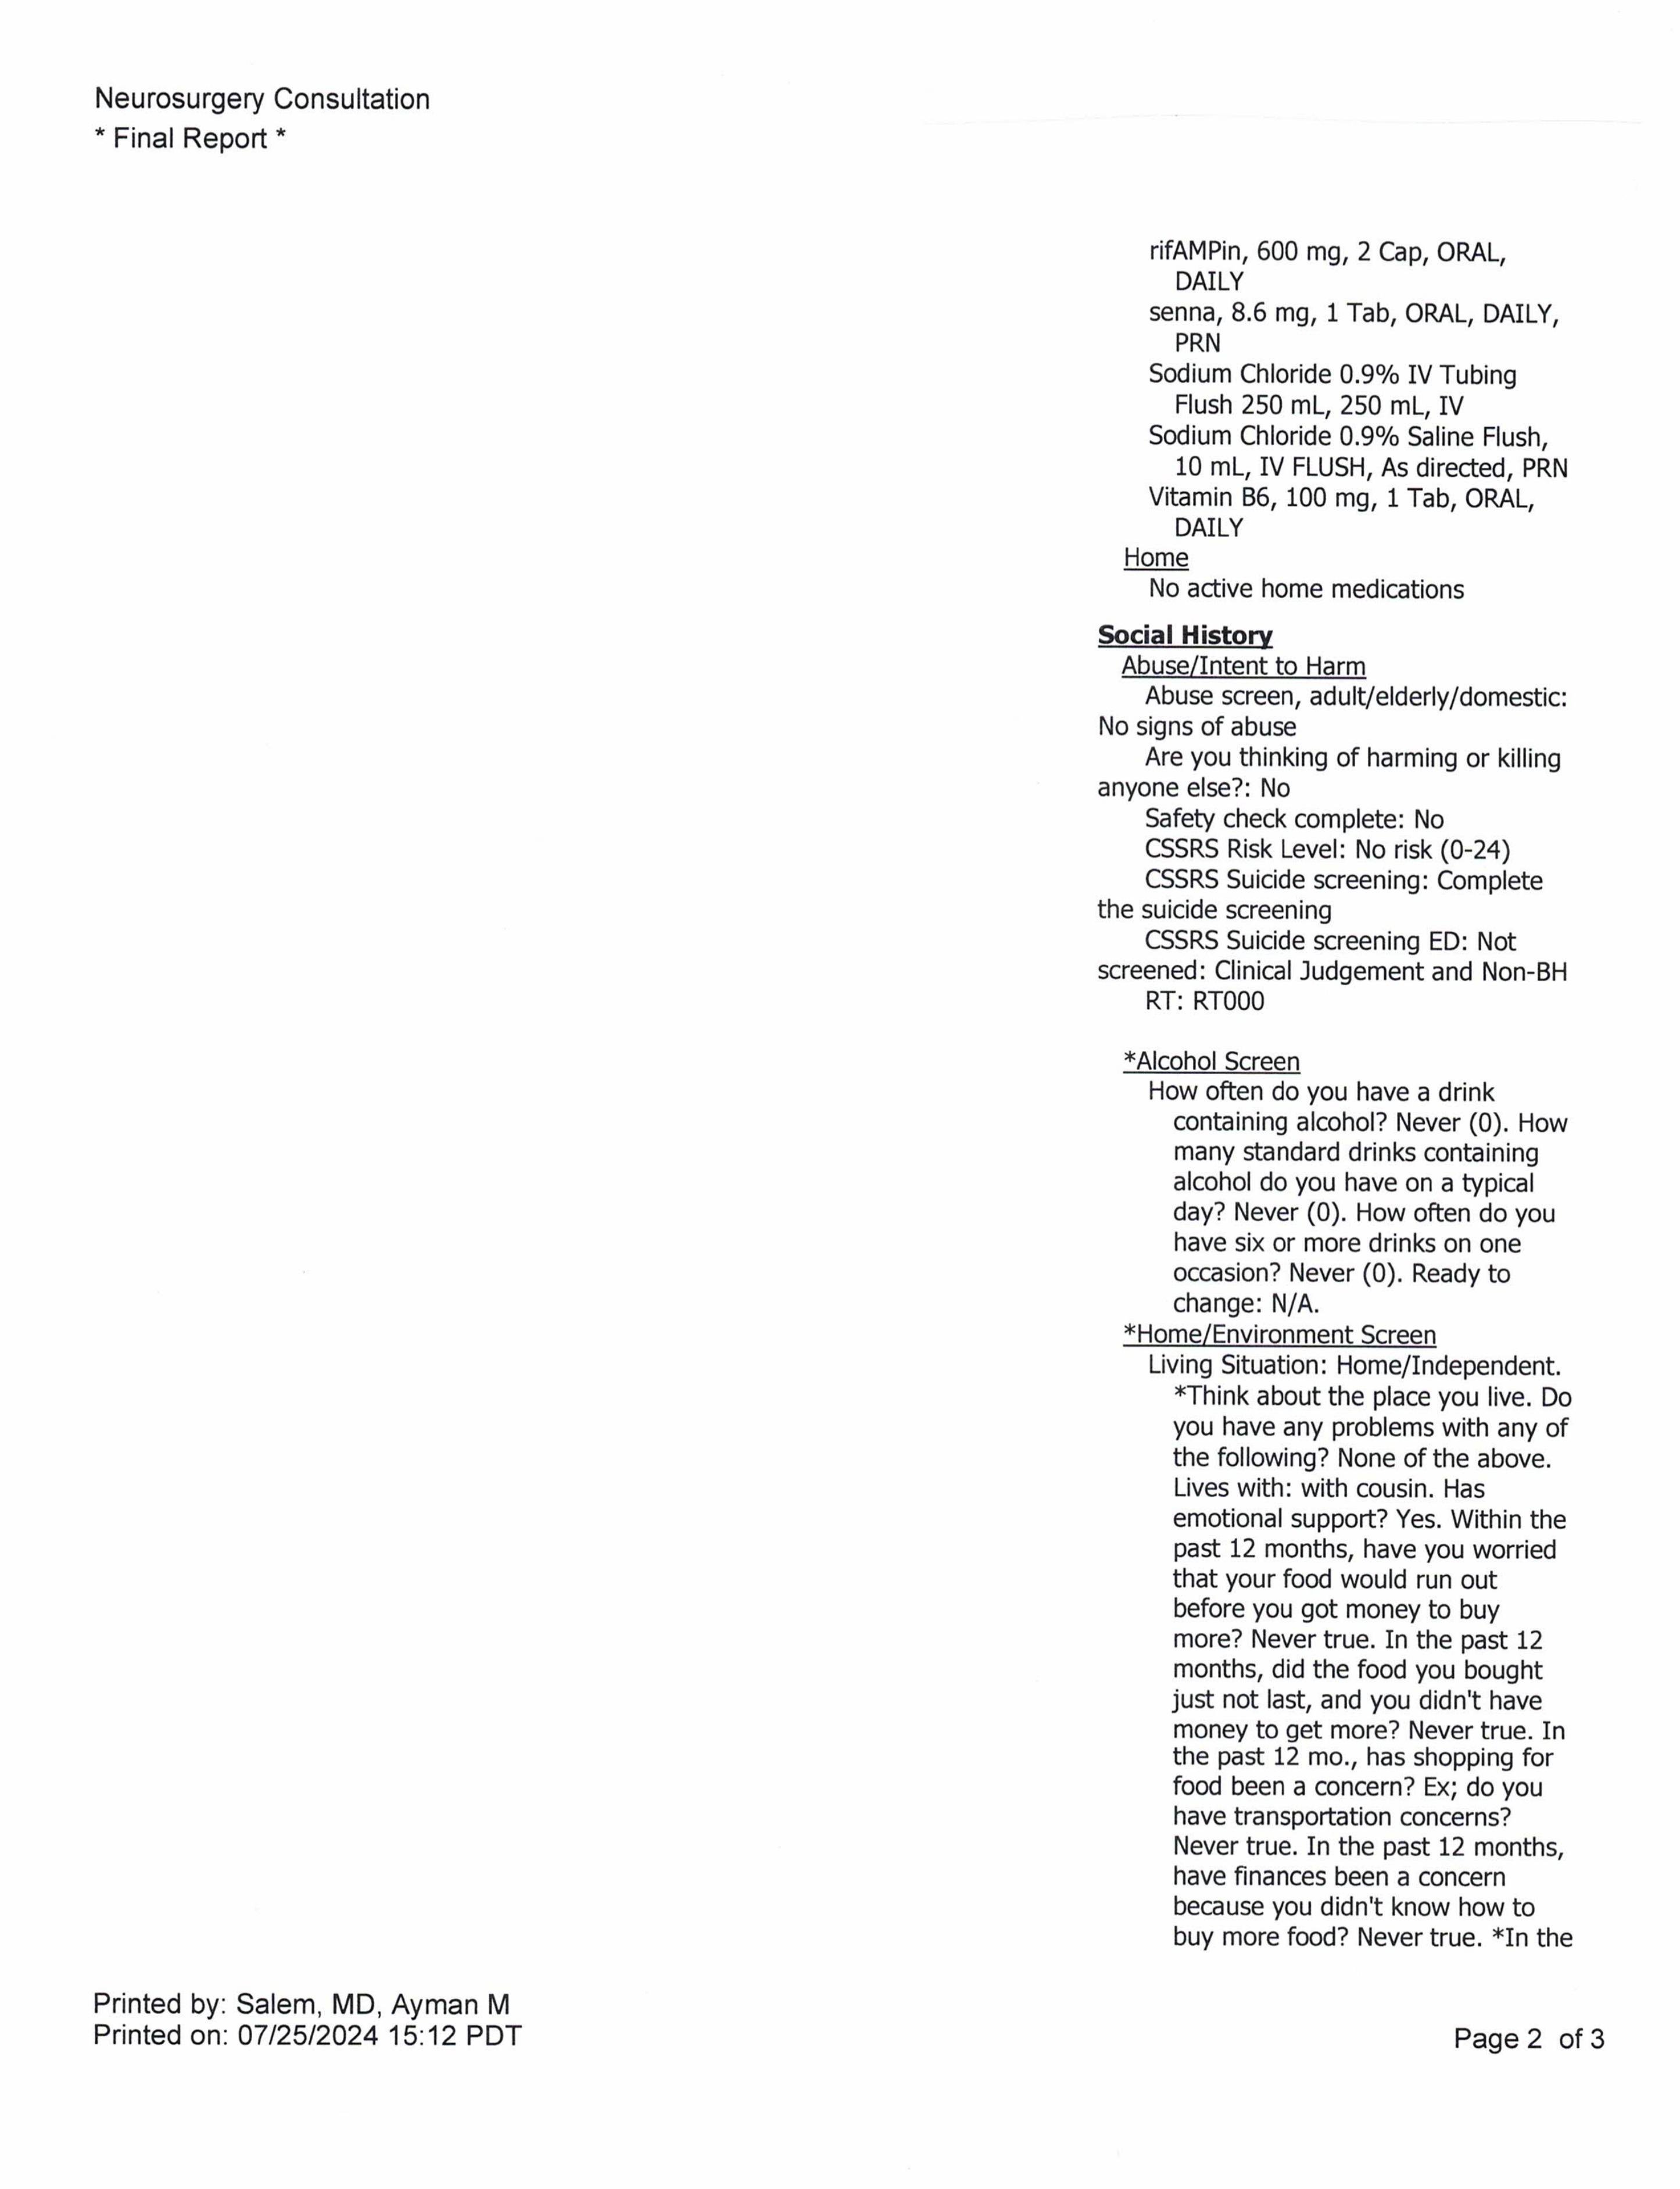 Neurosurgery Consultation
* Final Report *
rifAMPin, 600 mg, 2 Cap, ORAL,
DAILY
senna, 8.6 mg, 1 Tab, ORAL, DAILY,
PRN
Sodium Chloride 0.9% IV Tubing
Flush 250 mL, 250 mL, IV
Sodium Chloride 0.9% Saline Flush,
10 mL, IV FLUSH, As directed, PRN
Vitamin B6, 100 mg, 1 Tab, ORAL,
DAILY
Home
No active home medications
Social History
Abuse/Intent to Harm
Abuse screen, adult/elderly/domestic:
No signs of abuse
Are you thinking of harming or killing
anyone else?: No
Safety check complete: No
CSSRS Risk Level: No risk (0-24)
CSSRS Suicide screening: Complete
the suicide screening
CSSRS Suicide screening ED: Not
screened: Clinical Judgement and Non-BH
RT: RT000
*Alcohol Screen
How often do you have a drink
containing alcohol? Never (0). How
many standard drinks containing
alcohol do you have on a typical
day? Never (0). How often do you
have six or more drinks on one
occasion? Never (0). Ready to
change: N/A.
*Home/Environment Screen
Living Situation: Home/Independent.
*Think about the place you live. Do
you have any problems with any of
the following? None of the above.
Lives with: with cousin. Has
emotional support? Yes. Within the
past 12 months, have you worried
that your food would run out
before you got money to buy
more? Never true. In the past 12
months, did the food you bought
just not last, and you didn't have
money to get more? Never true. In
the past 12 mo., has shopping for
food been a concern? Ex; do you
have transportation concerns?
Never true. In the past 12 months,
have finances been a concern
because you didn't know how to
buy more food? Never true. *In the
Printed by: Salem, MD, Ayman M
Printed on: 07/25/2024 15:12 PDT
Page 2 of 3